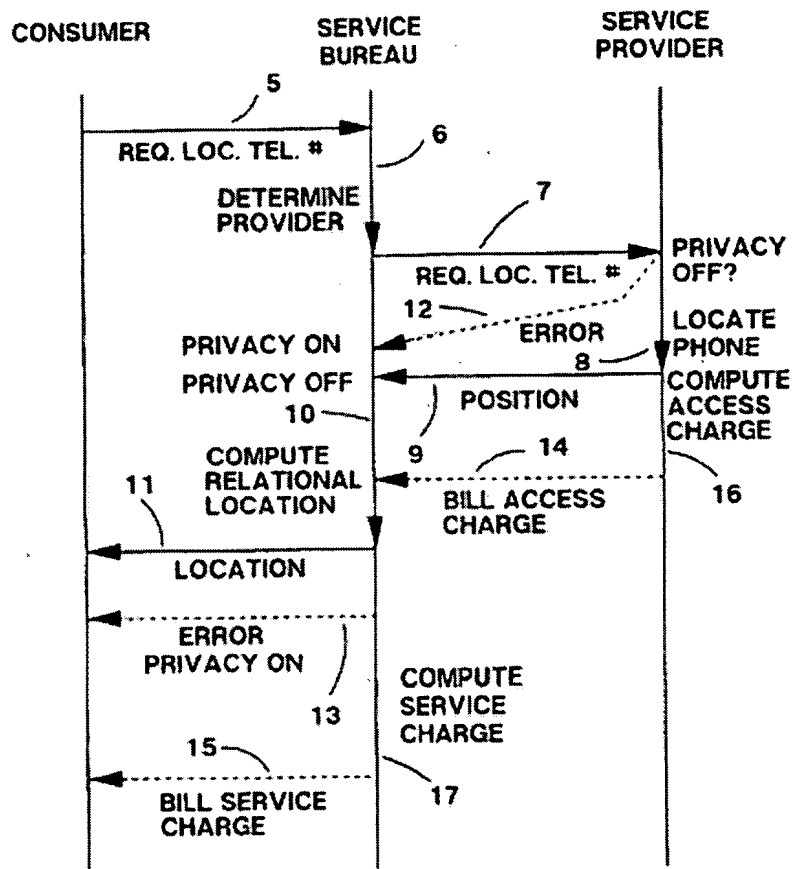 CONSUMER
SERVICE
BUREAU
SERVICE
PROVIDER
5
REQ. LOC. TEL. #
6
DETERMINE
PROVIDER
7
REQ. LOC. TEL. #
PRIVACY
OFF?
12
ERROR
PRIVACY ON
LOCATE
PHONE
8
PRIVACY OFF
POSITION
COMPUTE
ACCESS
CHARGE
10
9
14
16
COMPUTE
RELATIONAL
LOCATION
BILL ACCESS
CHARGE
11
LOCATION
ERROR
PRIVACY ON
13
COMPUTE
SERVICE
CHARGE
15
17
BILL SERVICE
CHARGE